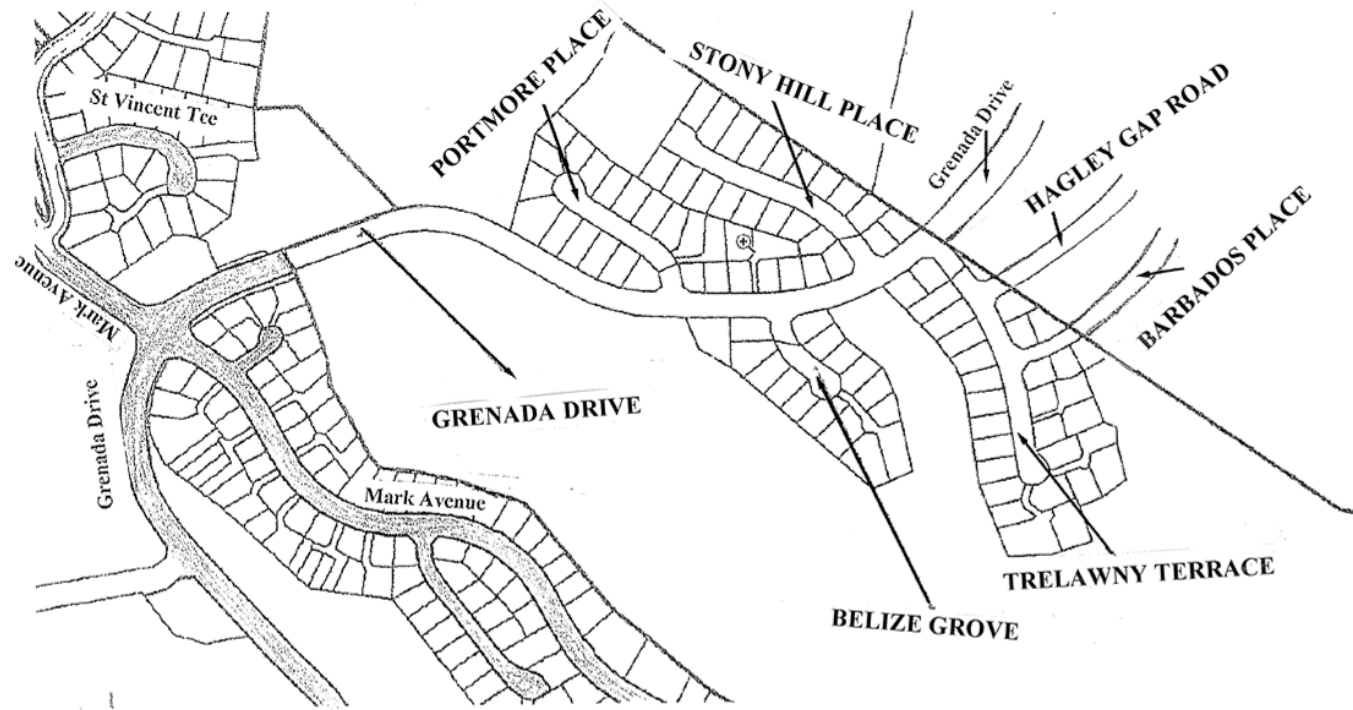 St Vincent Tce
PORTMORE PLACE
STONY HILL PLACE
Grenada Drive
HAGLEY GAP ROAD
BARBADOS PLACE
Mark Avenue
GRENADA DRIVE
Grenada Drive
Mark Avenue
TRELAWNY TERRACE
BELIZE GROVE